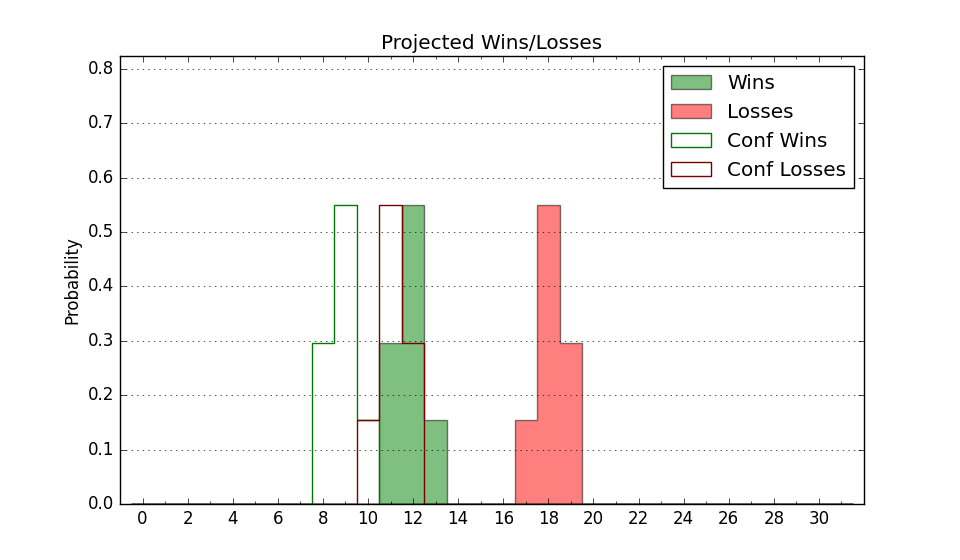 Projected Wins/Losses
Wins
Losses
Conf Wins
Conf Losses
Probability
0.8
0.7
0.6
0.5
0.4
0.3
0.2
0.1
0.0
0 2 4 6 8 10 12 14 16 18 20 22 24 26 28 30